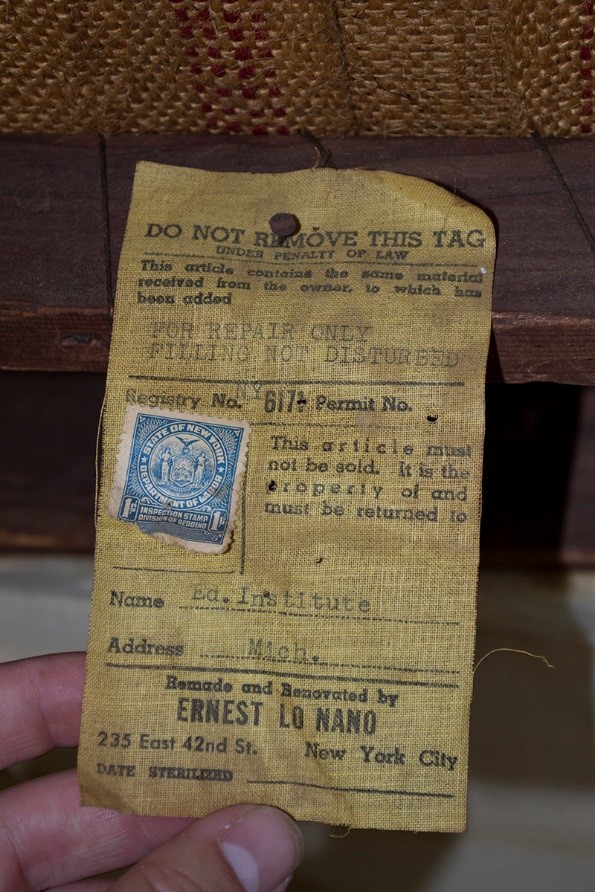 DO NOT REMOVE THIS TAG
UNDER PENALTY OF LAW
This article contains the same material
received from the owner, to which has
been added
FOR REPAIR ONLY
FILLING NOT DISTURBED
NY
Registry No. 617 Permit No.
STATE OF NEW YORK
DEPARTMENT OF LABOR
1¢ INSPECTION STAMP 1¢
DIVISION OF BEDDING
This article must
not be sold. It is the
property of and
must be returned to
Name Ed. Institute
Address Mich.
Remade and Renovated by
ERNEST LO NANO
235 East 42nd St. New York City
DATE STERILIZED